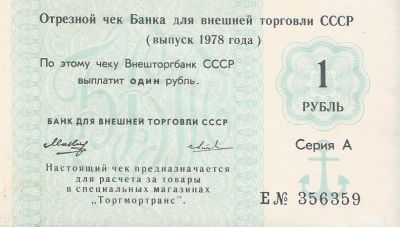 Отрезной чек Банка для внешней торговли СССР
(выпуск 1978 года)
По этому чеку Внешторгбанк СССР
выплатит один рубль.
1
РУБЛЬ
БАНК ДЛЯ ВНЕШНЕЙ ТОРГОВЛИ СССР
Серия А
Настоящий чек предназначается
для расчета за товары
в специальных магазинах
„Торгмортранс".
Е№ 356359